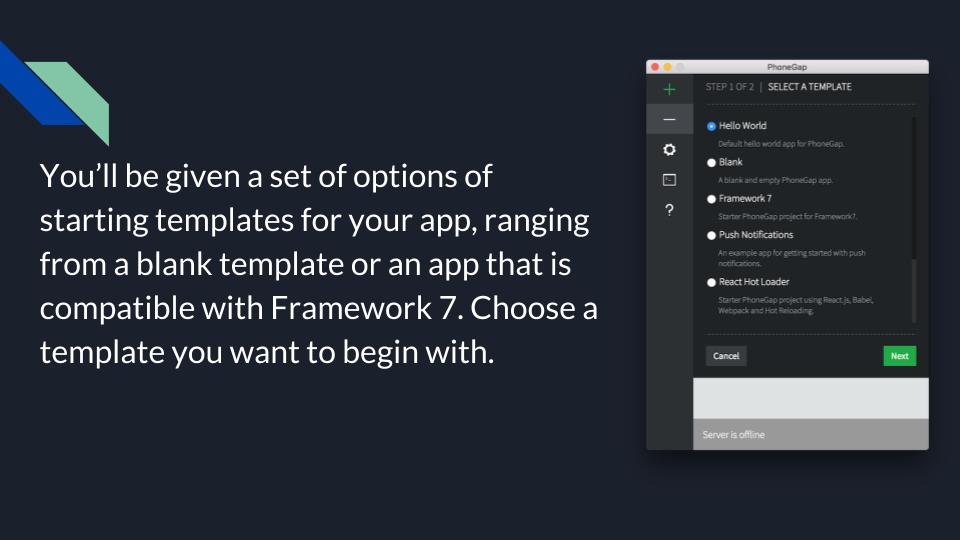 You’ll be given a set of options of
starting templates for your app, ranging
from a blank template or an app that is
compatible with Framework 7. Choose a
template you want to begin with.
PhoneGap
STEP 1 OF 2 | SELECT A TEMPLATE
Hello World
Default hello world app for PhoneGap.
Blank
A blank and empty PhoneGap app.
Framework 7
Starter PhoneGap project for Framework7.
Push Notifications
An example app for getting started with push
notifications.
React Hot Loader
Starter PhoneGap project using React.js, Babel,
Webpack and Hot Reloading.
Cancel
Next
Server is offline